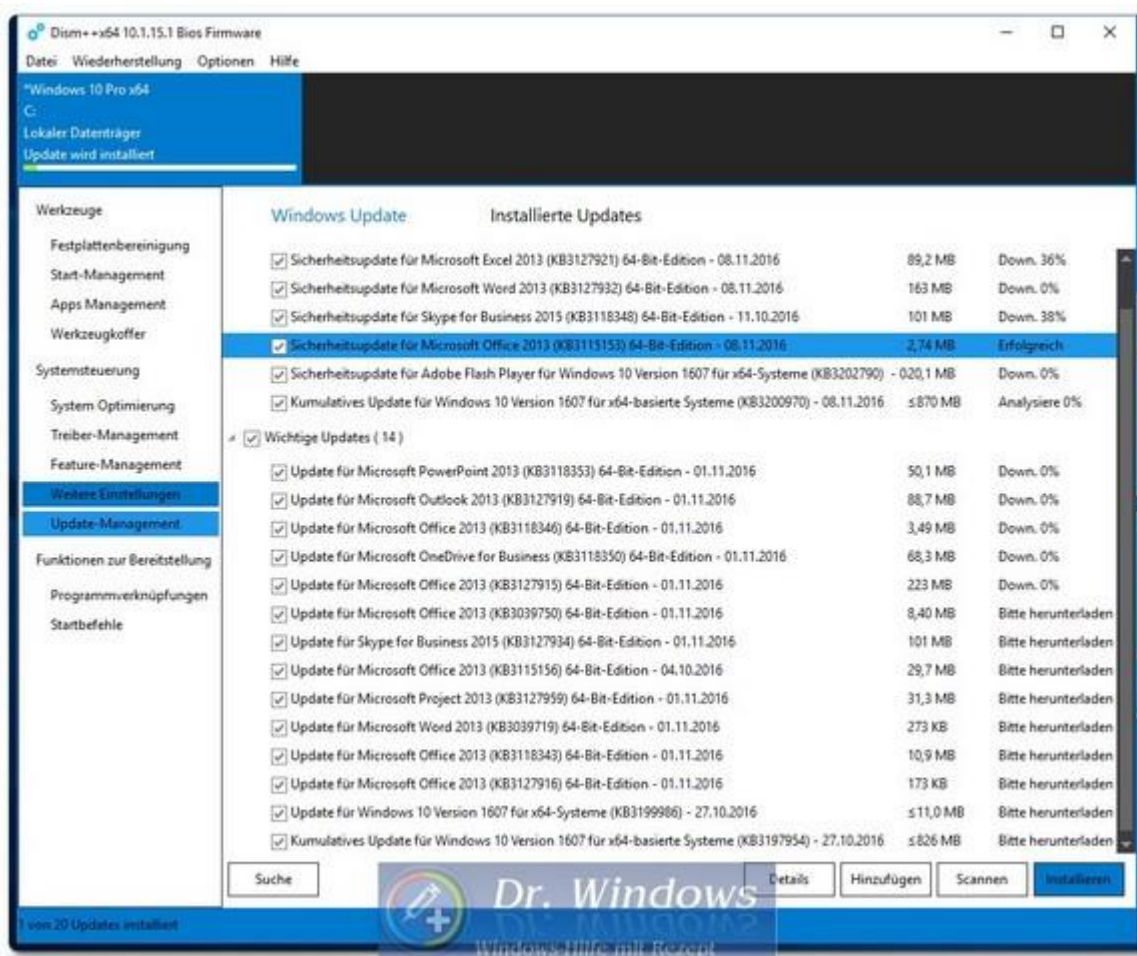 Dism++x64 10.1.15.1 Bios Firmware
Datei Wiederherstellung Optionen Hilfe
*Windows 10 Pro x64
C:
Lokaler Datenträger
Update wird installiert
Werkzeuge
Festplattenbereinigung
Start-Management
Apps Management
Werkzeugkoffer
Systemsteuerung
System Optimierung
Treiber-Management
Feature-Management
Weitere Einstellungen
Update-Management
Funktionen zur Bereitstellung
Programmverknüpfungen
Startbefehle
Windows Update Installierte Updates
Sicherheitsupdate für Microsoft Excel 2013 (KB3127921) 64-Bit-Edition - 08.11.2016 89,2 MB Down. 36%
Sicherheitsupdate für Microsoft Word 2013 (KB3127932) 64-Bit-Edition - 08.11.2016 163 MB Down. 0%
Sicherheitsupdate für Skype for Business 2015 (KB3118348) 64-Bit-Edition - 11.10.2016 101 MB Down. 38%
Sicherheitsupdate für Microsoft Office 2013 (KB3115153) 64-Bit-Edition - 08.11.2016 2,74 MB Erfolgreich
Sicherheitsupdate für Adobe Flash Player für Windows 10 Version 1607 für x64-Systeme (KB3202790) - 020,1 MB Down. 0%
Kumulatives Update für Windows 10 Version 1607 für x64-basierte Systeme (KB3200970) - 08.11.2016 ≤870 MB Analysiere 0%
Wichtige Updates ( 14 )
Update für Microsoft PowerPoint 2013 (KB3118353) 64-Bit-Edition - 01.11.2016 50,1 MB Down. 0%
Update für Microsoft Outlook 2013 (KB3127919) 64-Bit-Edition - 01.11.2016 88,7 MB Down. 0%
Update für Microsoft Office 2013 (KB3118346) 64-Bit-Edition - 01.11.2016 3,49 MB Down. 0%
Update für Microsoft OneDrive for Business (KB3118350) 64-Bit-Edition - 01.11.2016 68,3 MB Down. 0%
Update für Microsoft Office 2013 (KB3127915) 64-Bit-Edition - 01.11.2016 223 MB Down. 0%
Update für Microsoft Office 2013 (KB3039750) 64-Bit-Edition - 01.11.2016 8,40 MB Bitte herunterladen
Update für Skype for Business 2015 (KB3127934) 64-Bit-Edition - 01.11.2016 101 MB Bitte herunterladen
Update für Microsoft Office 2013 (KB3115156) 64-Bit-Edition - 04.10.2016 29,7 MB Bitte herunterladen
Update für Microsoft Project 2013 (KB3127959) 64-Bit-Edition - 01.11.2016 31,3 MB Bitte herunterladen
Update für Microsoft Word 2013 (KB3039719) 64-Bit-Edition - 01.11.2016 273 KB Bitte herunterladen
Update für Microsoft Office 2013 (KB3118343) 64-Bit-Edition - 01.11.2016 10,9 MB Bitte herunterladen
Update für Microsoft Office 2013 (KB3127916) 64-Bit-Edition - 01.11.2016 173 KB Bitte herunterladen
Update für Windows 10 Version 1607 für x64-Systeme (KB3199986) - 27.10.2016 ≤11,0 MB Bitte herunterladen
Kumulatives Update für Windows 10 Version 1607 für x64-basierte Systeme (KB3197954) - 27.10.2016 ≤826 MB Bitte herunterladen
Suche Details Hinzufügen Scannen Installieren
Dr. Windows
Windows-Hilfe mit Rezept
1 von 20 Updates installiert